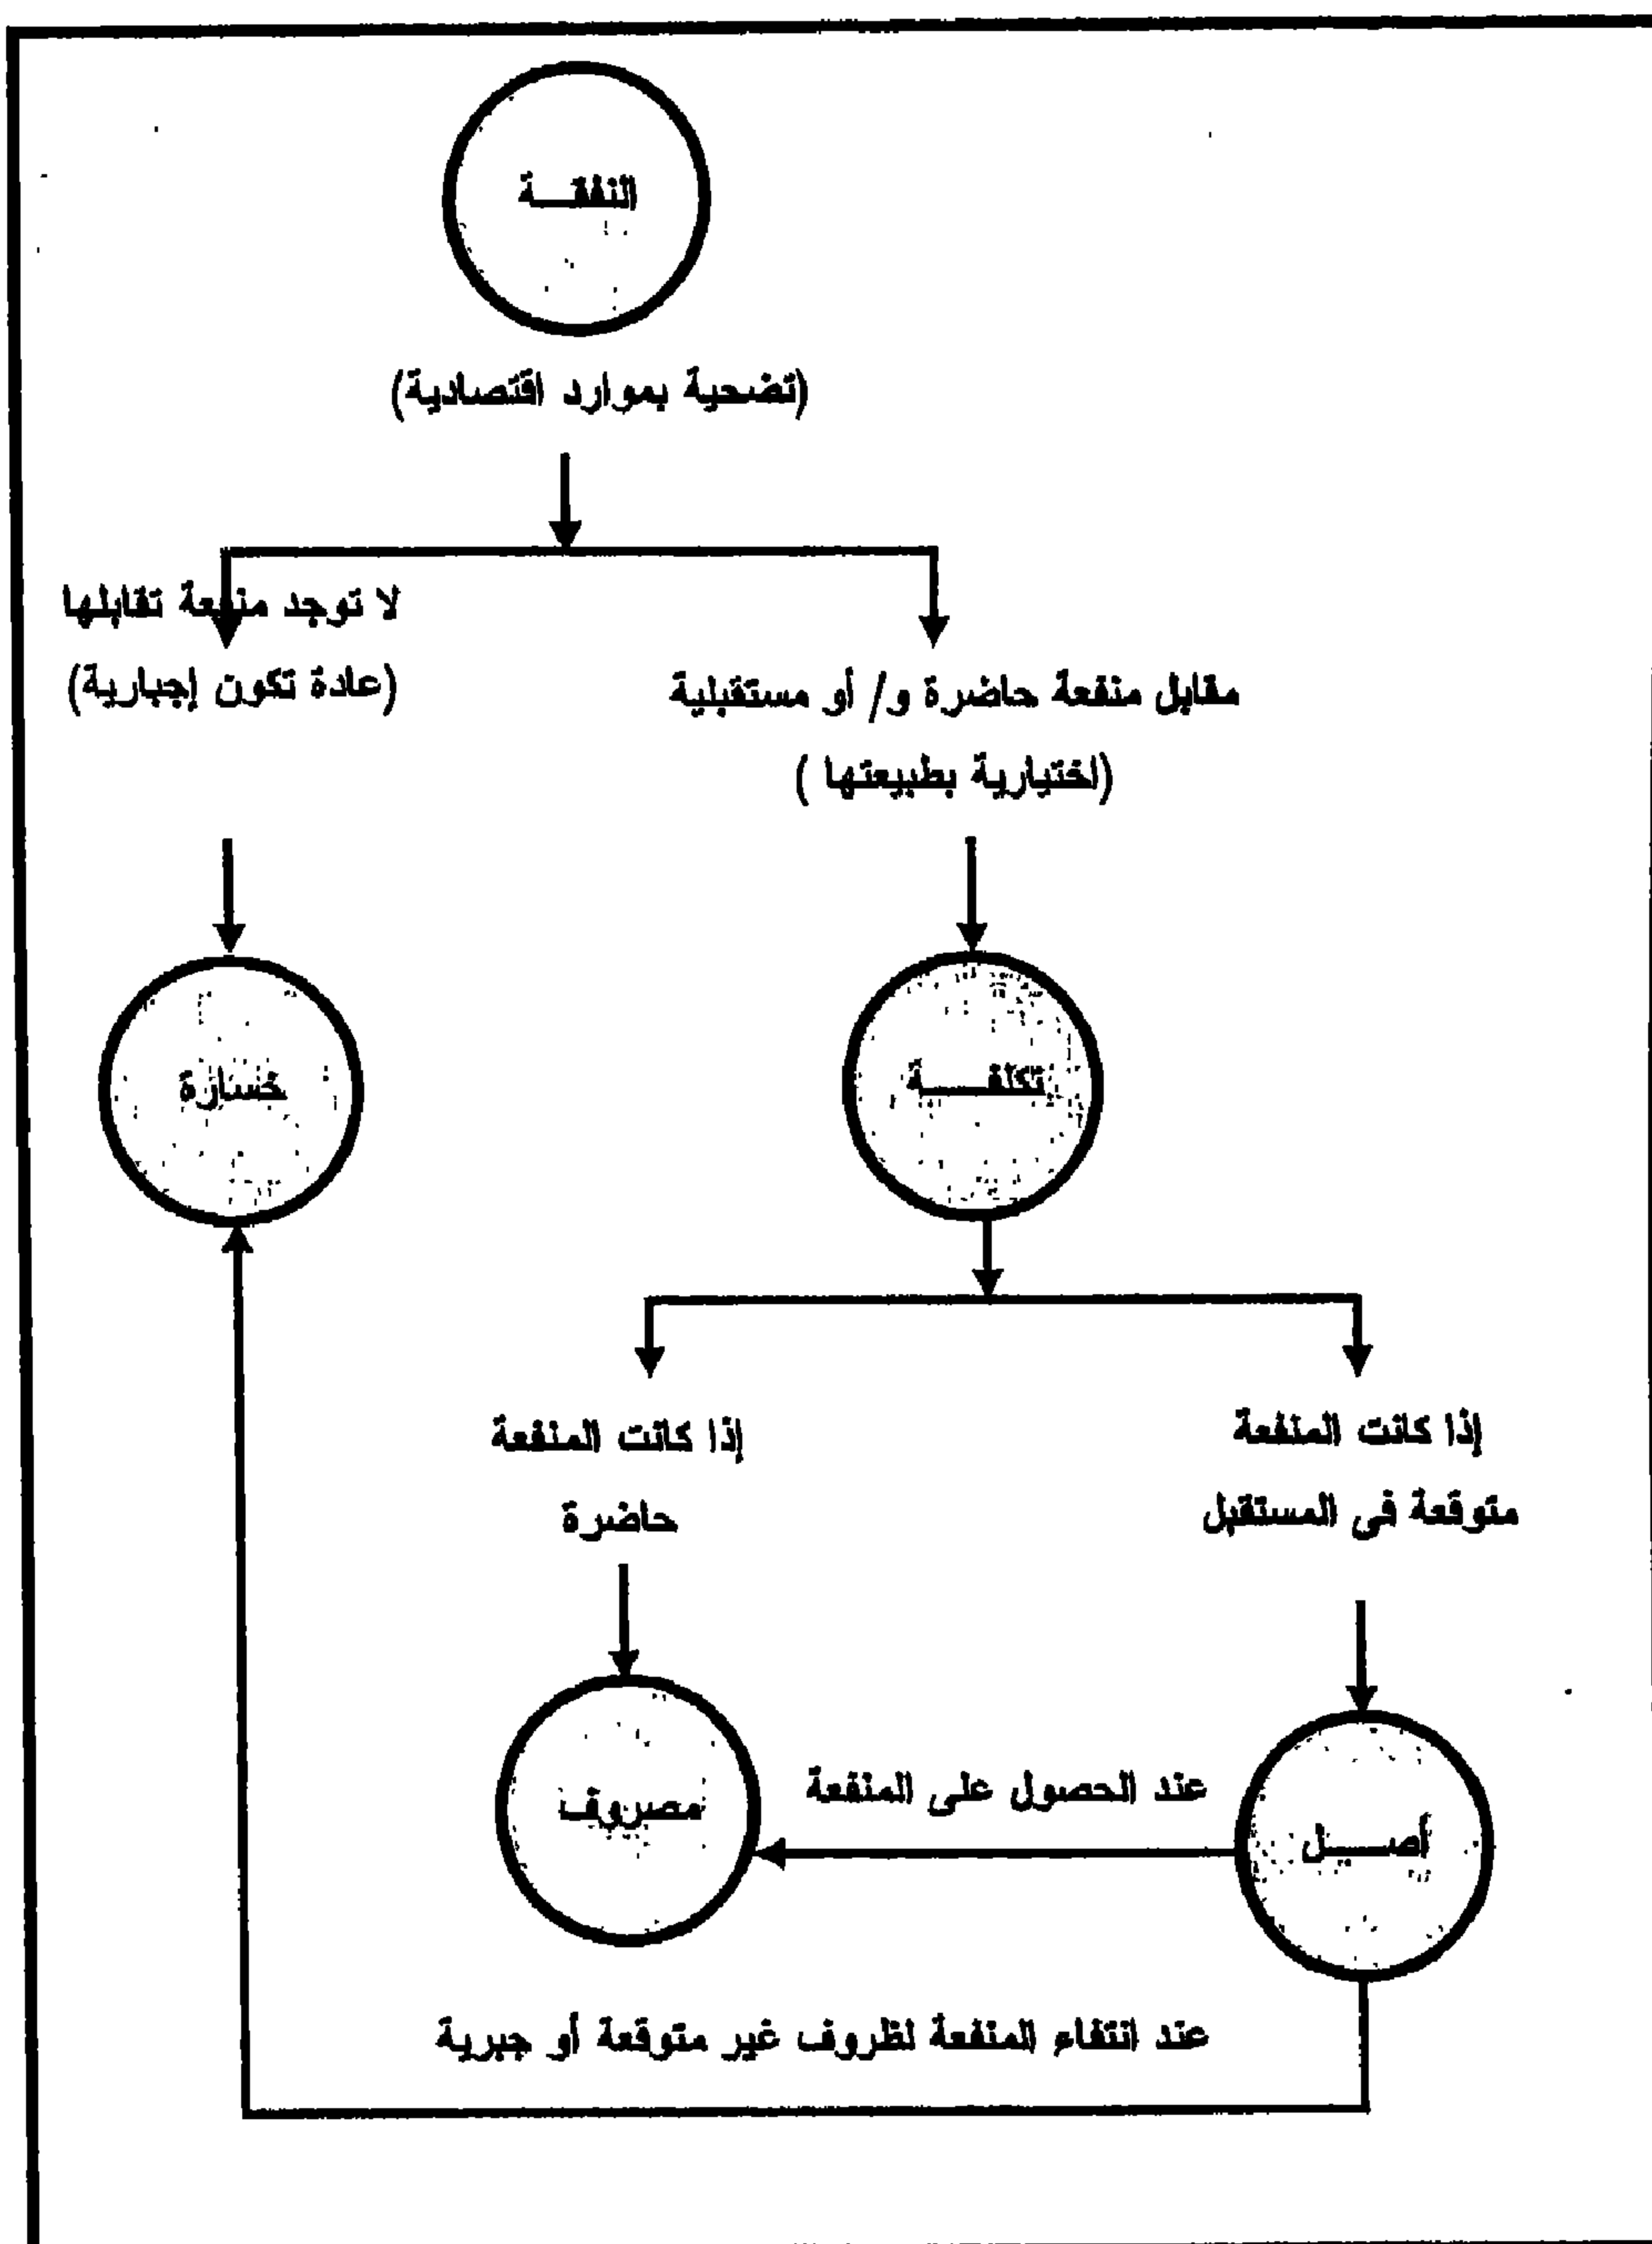 النفقــة
(تضحية بموارد اقتصادية)
مقابل منفعة حاضرة و/ أو مستقبلية
(اختيارية بطبيعتها )
لا توجد منفعة تقابلها
(عادة تكون إجبارية)
تكلفـــة
خسارة
إذا كانت المنفعة
متوقعة فى المستقبل
إذا كانت المنفعة
حاضرة
أصـــل
عند الحصول على المنفعة
مصروف
عند انتفاء المنفعة لظروف غير متوقعة أو جبرية